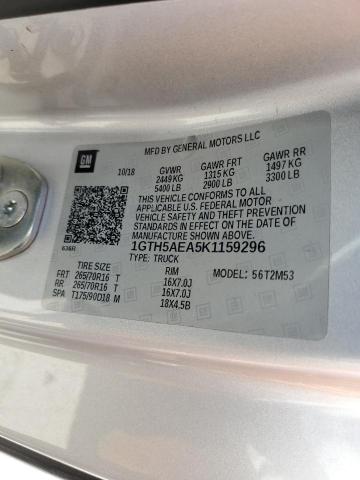 GM
MFD BY GENERAL MOTORS LLC
10/18
GVWR GAWR FRT GAWR RR
2449 KG 1315 KG 1497 KG
5400 LB 2900 LB 3300 LB
THIS VEHICLE CONFORMS TO ALL
APPLICABLE U.S. FEDERAL MOTOR
VEHICLE SAFETY AND THEFT PREVENTION
STANDARDS IN EFFECT ON THE DATE OF
MANUFACTURE SHOWN ABOVE.
1GTH5AEA5K1159296
TYPE: TRUCK
MODEL: 56T2M53
TIRE SIZE RIM
FRT 265/70R16 T 16X7.0J
RR 265/70R16 T 16X7.0J
SPA T175/90D18 M 18X4.5B